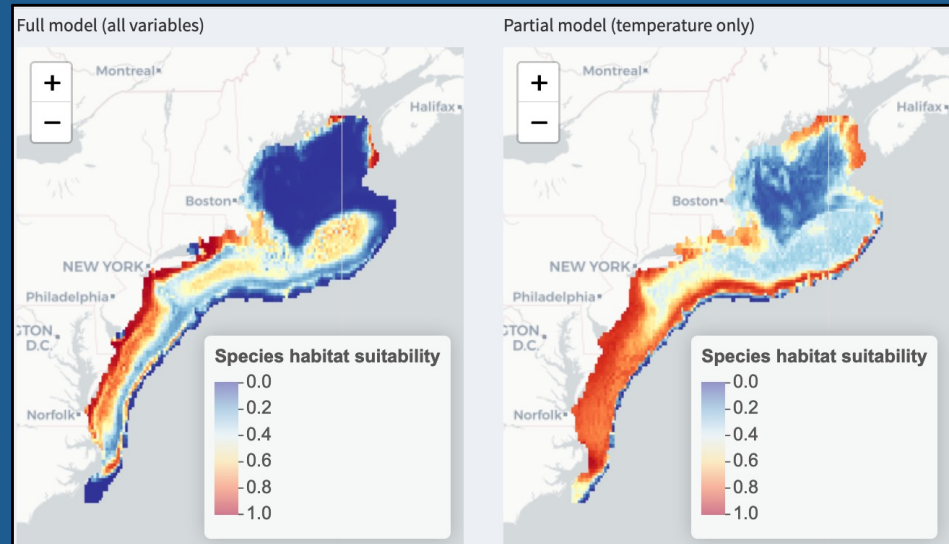 Full model (all variables)
Partial model (temperature only)
+
−
Montreal
Halifax
Boston
NEW YORK
Philadelphia
TON
D.C.
Norfolk
Species habitat suitability
0.0
0.2
0.4
0.6
0.8
1.0
+
−
Montreal
Halifax
Boston
NEW YORK
Philadelphia
TON
D.C.
Norfolk
Species habitat suitability
0.0
0.2
0.4
0.6
0.8
1.0